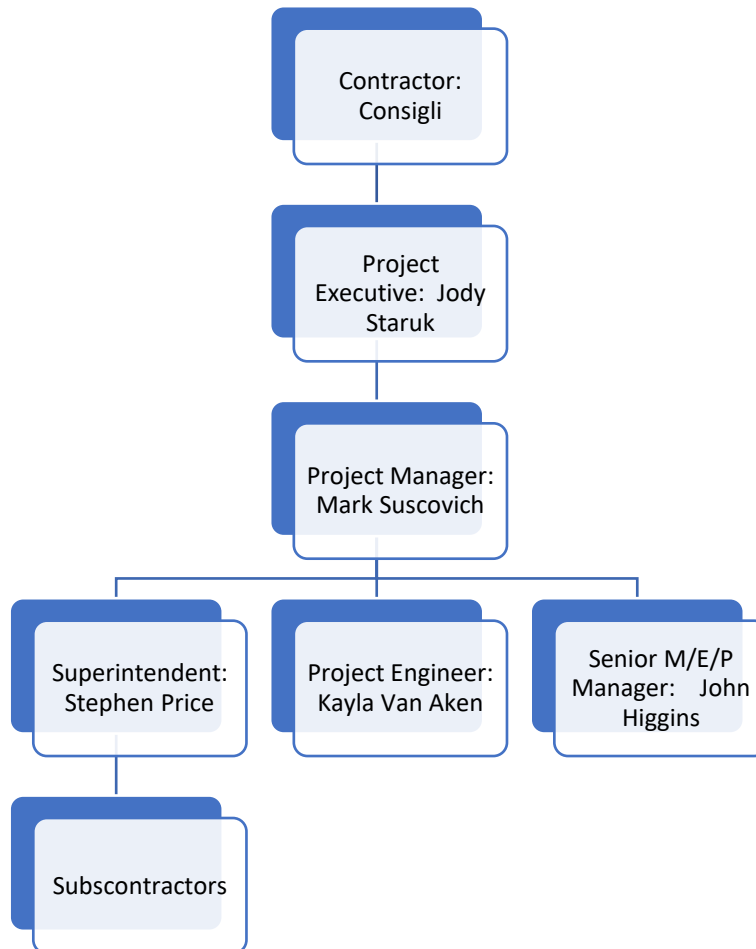 Contractor:
Consigli
Project
Executive: Jody
Staruk
Project Manager:
Mark Suscovich
Superintendent:
Stephen Price
Project Engineer:
Kayla Van Aken
Senior M/E/P
Manager: John
Higgins
Subscontractors